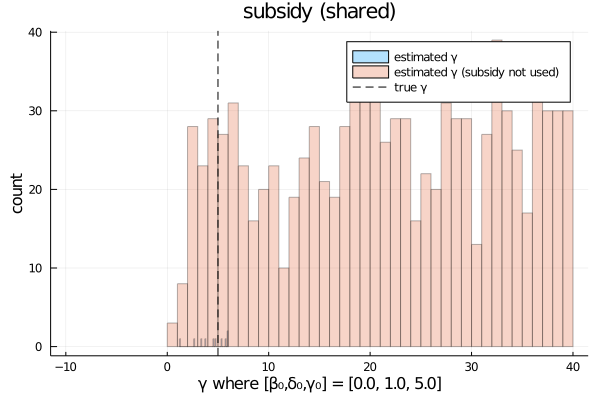 subsidy (shared)
40
30
20
10
0
count
estimated γ
estimated γ (subsidy not used)
true γ
−10 0 10 20 30 40
γ where [β₀,δ₀,γ₀] = [0.0, 1.0, 5.0]